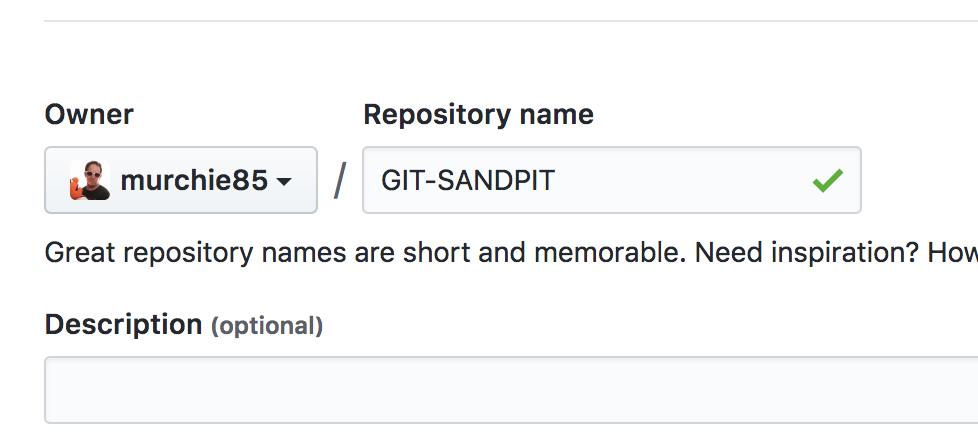 Owner
Repository name
murchie85 / GIT-SANDPIT
Great repository names are short and memorable. Need inspiration? How
Description (optional)